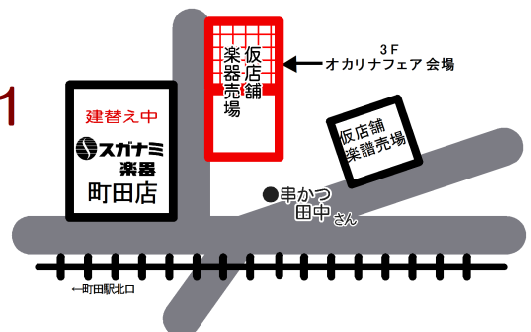 1
建替え中
スガナミ
楽器
町田店
仮店舗
楽器売場
3F
オカリナフェア会場
仮店舗
楽譜売場
●串かつ
田中さん
←町田駅北口